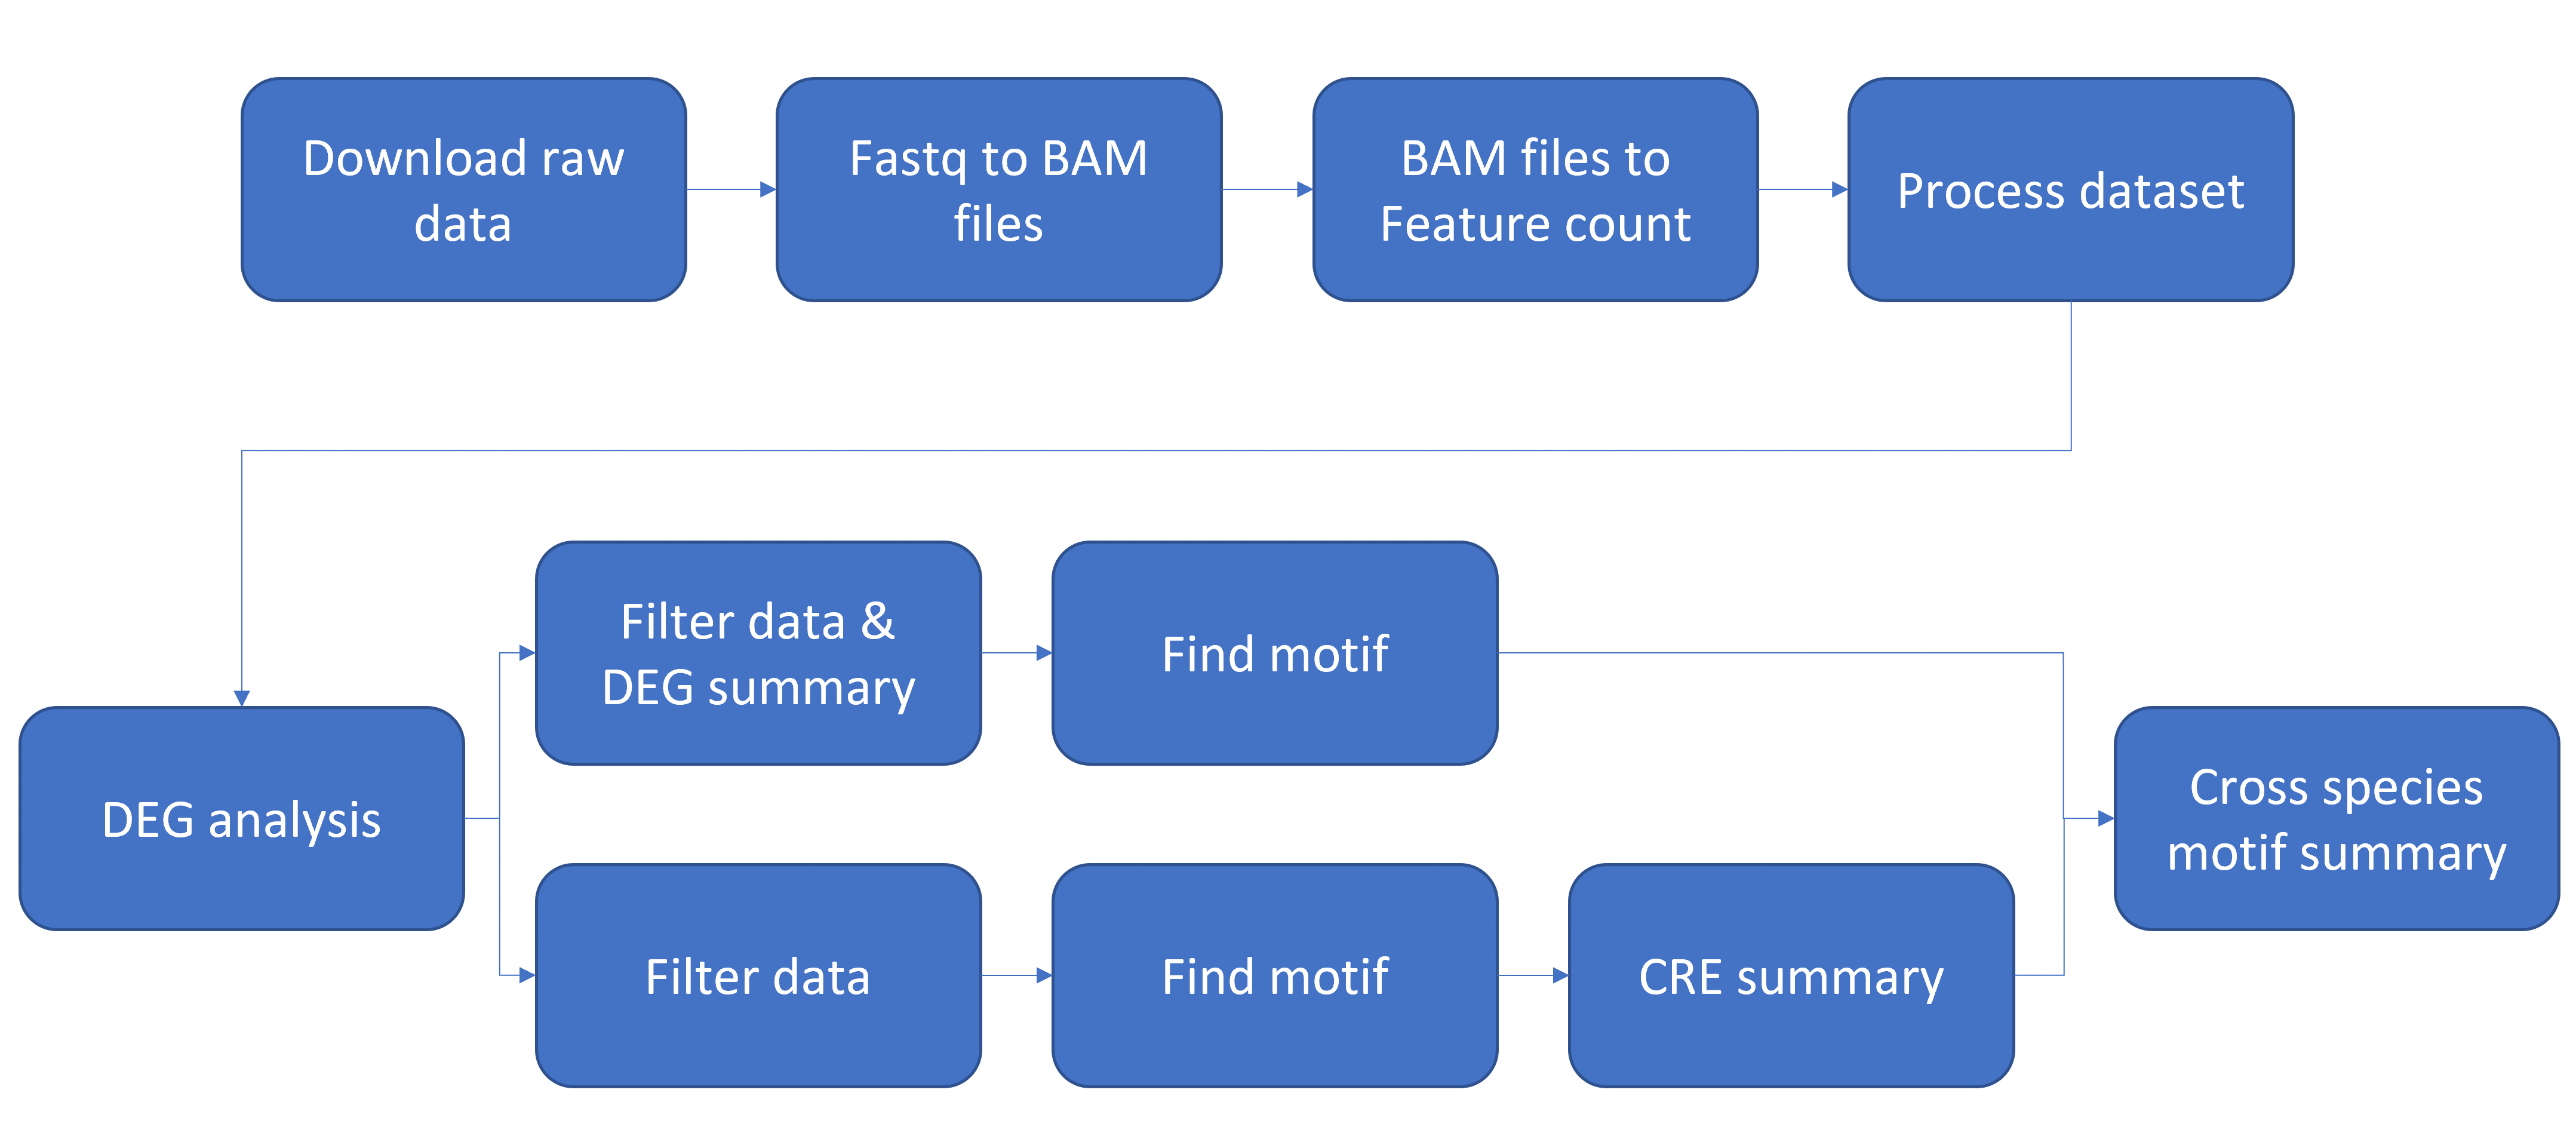 Download raw
data
Fastq to BAM
files
BAM files to
Feature count
Process dataset
Filter data &
DEG summary
Find motif
DEG analysis
Cross species
motif summary
Filter data
Find motif
CRE summary